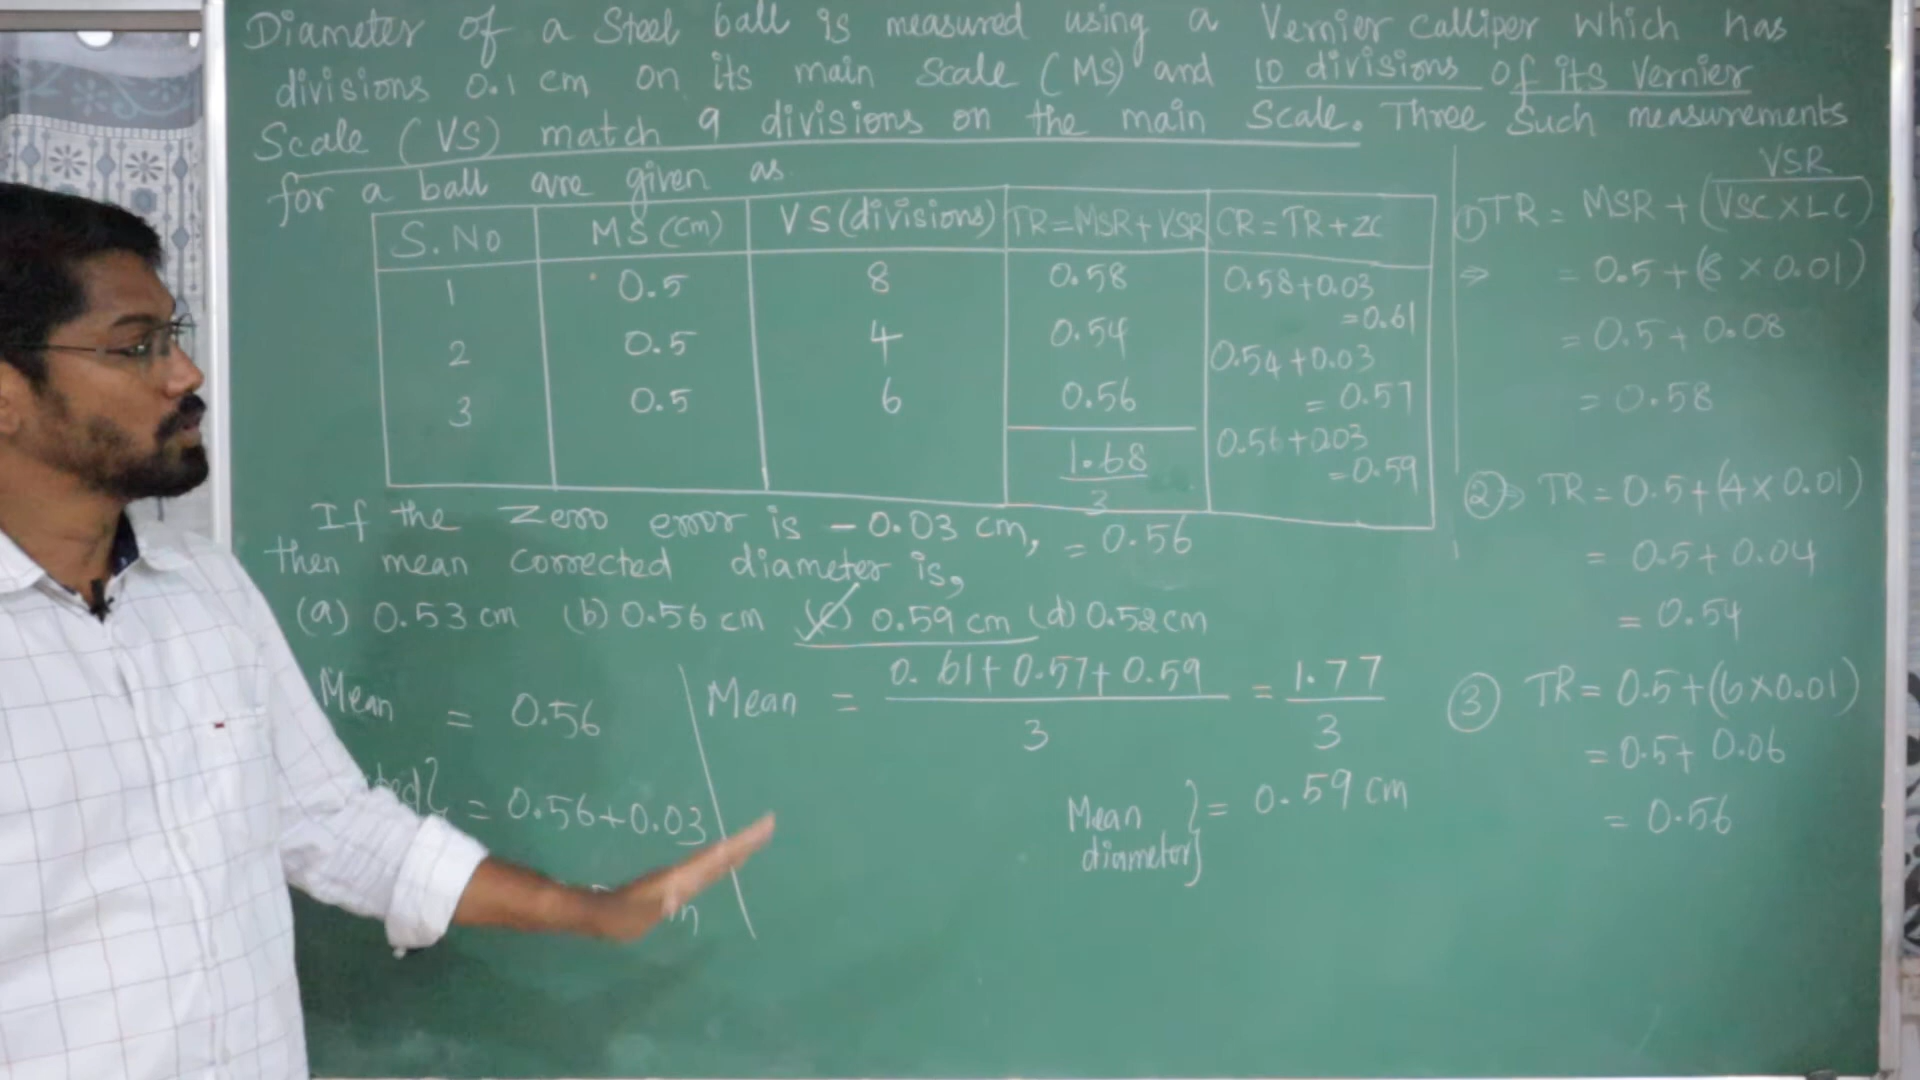 Diameter of a Steel ball is measured using a Vernier calliper which has
divisions 0.1 cm on its main Scale (MS) and 10 divisions of its Vernier
Scale (VS) match 9 divisions on the main Scale. Three Such measurements
for a ball are given as
S.No MS (cm) VS (divisions) TR=MSR+VSR CR=TR+ZC
1 0.5 8 0.58 0.58+0.03
=0.61
2 0.5 4 0.54 0.54+0.03
= 0.57
3 0.5 6 0.56 0.56+003
=0.59
1.68
3
= 0.56
If the Zero error is -0.03 cm,
then mean corrected diameter is,
(a) 0.53 cm (b) 0.56 cm (c) 0.59 cm (d) 0.52cm
Mean = 0.56
= 0.56+0.03
Mean = 0.61+0.57+0.59 = 1.77
3 3
Mean
diameter} = 0.59 cm
VSR
① TR = MSR + (VSC×LC)
⇒ = 0.5+(8 × 0.01)
= 0.5+ 0.08
= 0.58
②⇒ TR = 0.5+(4×0.01)
= 0.5+ 0.04
= 0.54
③ TR= 0.5+(6×0.01)
= 0.5+ 0.06
= 0.56